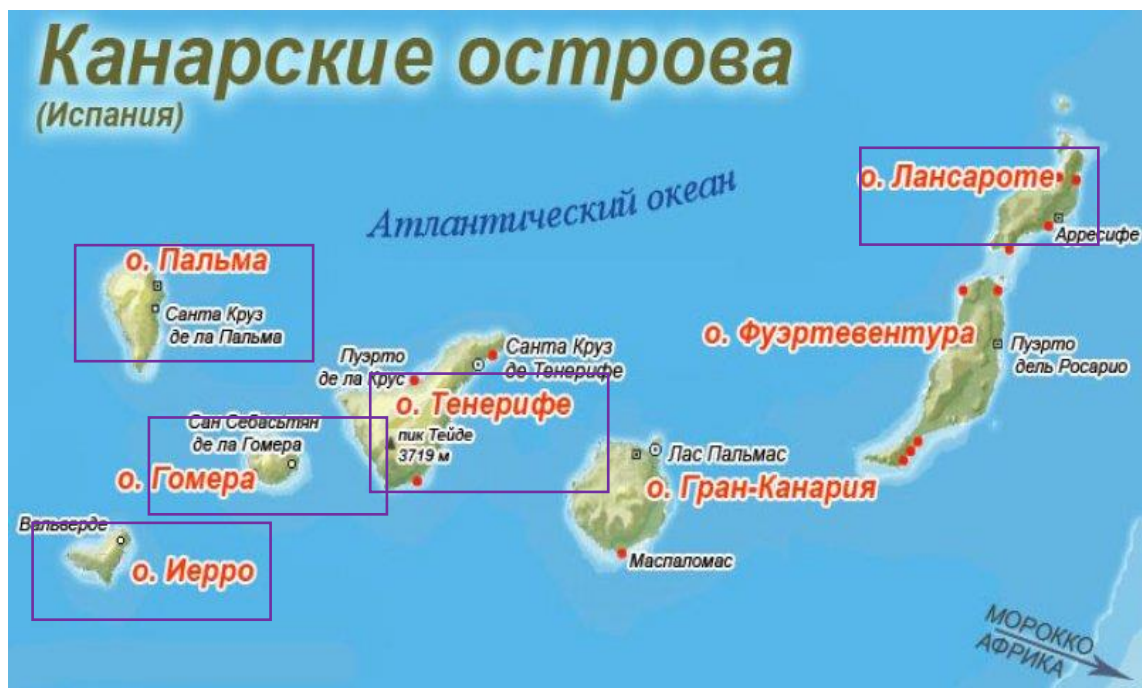 Канарские острова
(Испания)
Атлантический океан
о. Лансароте
Арресифе
о. Пальма
Санта Круз
де ла Пальма
о. Фуэртевентура
Пуэрто
дель Росарио
Санта Круз
де Тенерифе
Пуэрто
де ла Крус
о. Тенерифе
пик Тейде
3719 м
Сан Себасьтян
де ла Гомера
о. Гомера
Лас Пальмас
о. Гран-Канария
Маспаломас
Вальверде
о. Иерро
МОРОККО
АФРИКА